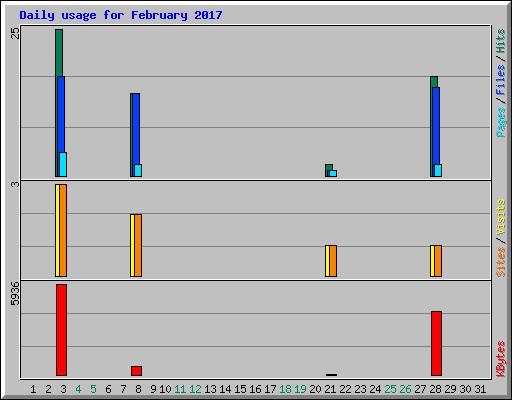 Daily usage for February 2017
25
3
5936
Pages/Files/Hits
Sites/Visits
KBytes
1 2 3 4 5 6 7 8 9 10 11 12 13 14 15 16 17 18 19 20 21 22 23 24 25 26 27 28 29 30 31